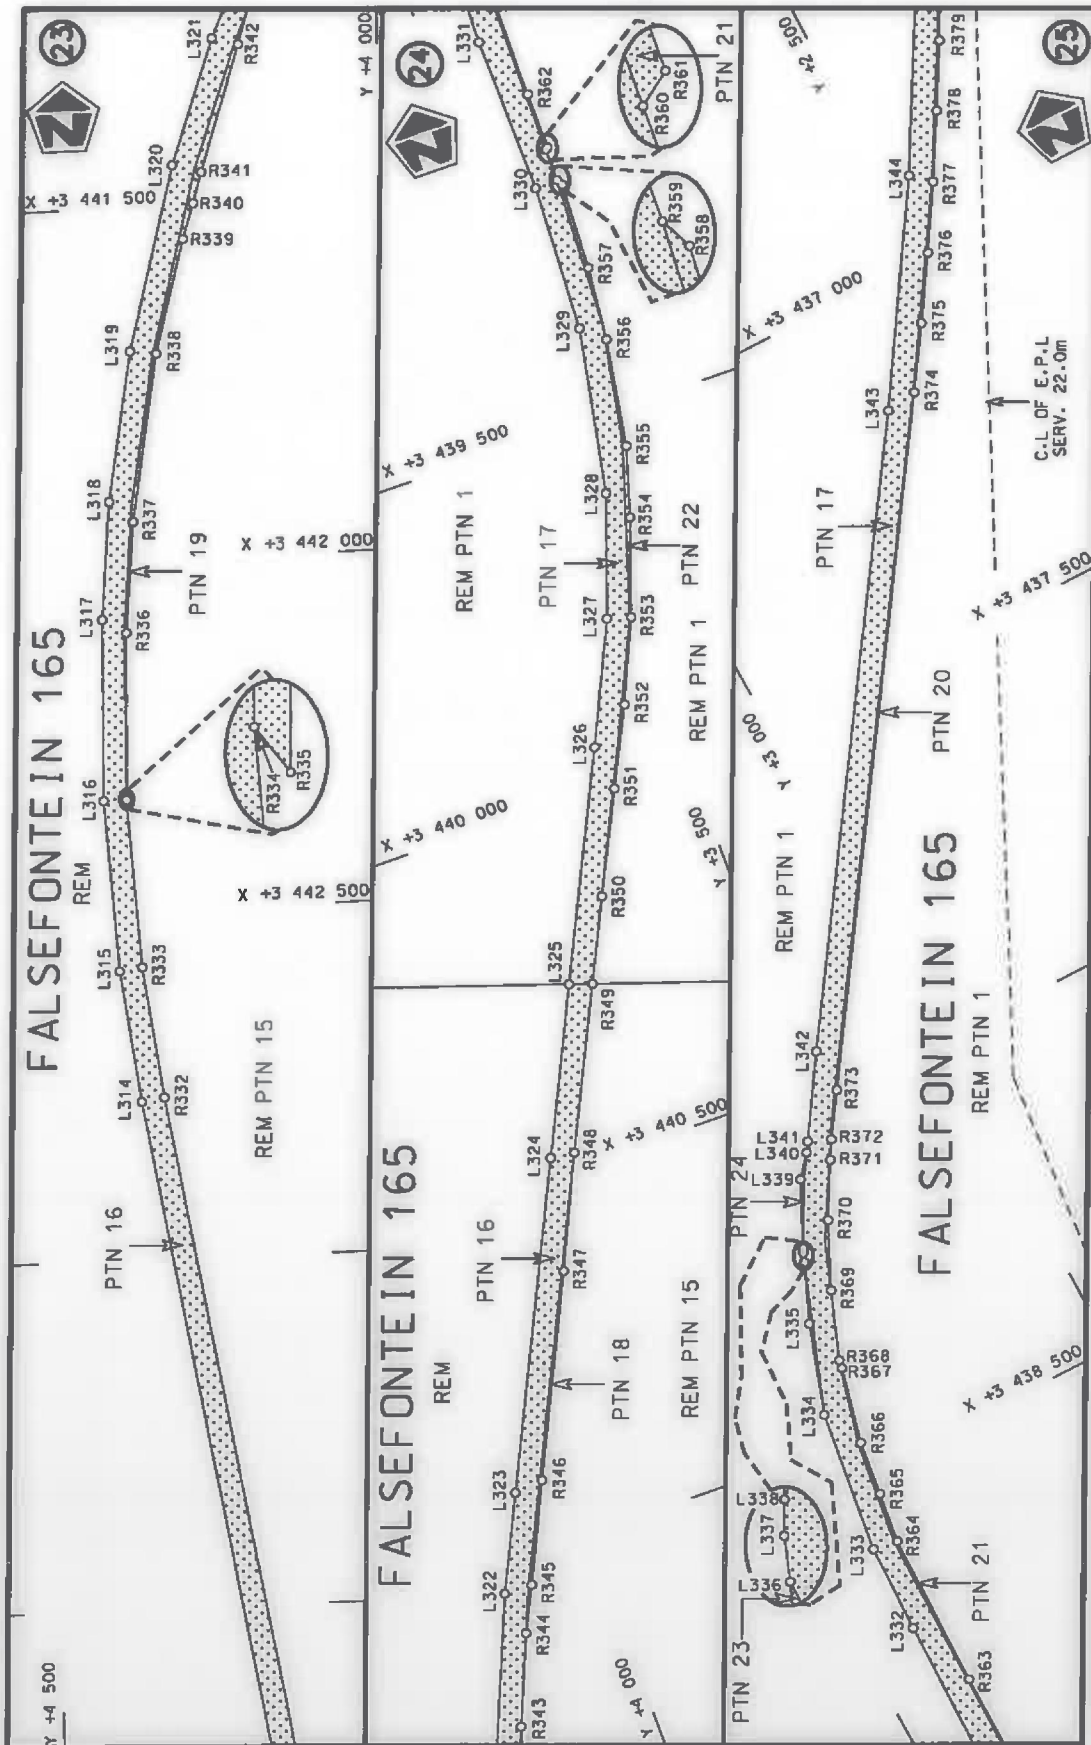 23
FALSEFONTEIN 165
REM
L314
L315
L316
L317
L318
L319
L320
L321
R332
R333
R334
R335
R336
R337
R338
R339
R340
R341
R342
PTN 16
REM PTN 15
PTN 19
X +3 441 500
X +3 442 000
X +3 442 500
Y +4 000
Y +4 500
24
FALSEFONTEIN 165
REM
L322
L323
L324
L325
L326
L327
L328
L329
L330
L331
R343
R344
R345
R346
R347
R348
R349
R350
R351
R352
R353
R354
R355
R356
R357
R358
R359
R360
R361
R362
PTN 16
PTN 18
REM PTN 15
REM PTN 1
PTN 17
PTN 22
REM PTN 1
PTN 21
X +3 439 500
X +3 440 000
X +3 440 500
Y +3 500
Y +4 000
25
FALSEFONTEIN 165
REM PTN 1
REM PTN 1
L332
L333
L334
L335
L336
L337
L338
L339
L340
L341
L342
L343
L344
R363
R364
R365
R366
R367
R368
R369
R370
R371
R372
R373
R374
R375
R376
R377
R378
R379
PTN 23
PTN 24
PTN 21
PTN 20
PTN 17
C.L OF E.P.L
SERV. 22.0m
X +3 437 000
X +3 437 500
X +3 438 500
Y +3 000
Y +2 500